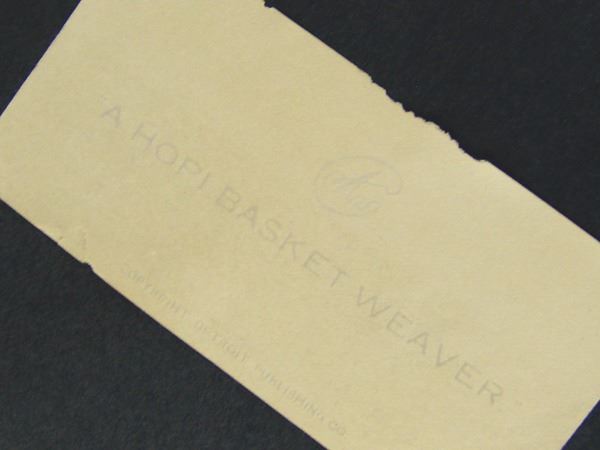 "A HOPI BASKET WEAVER"
COPYRIGHT DETROIT PUBLISHING CO